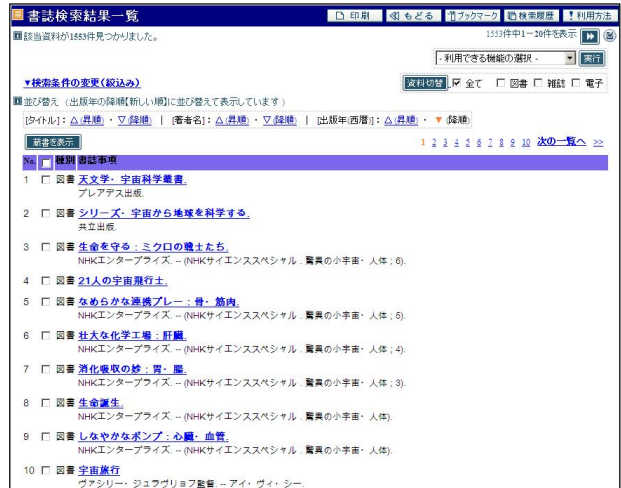 書誌検索結果一覧 印刷 もどる ブックマーク 検索履歴 利用方法
該当資料が1553件見つかりました。 1553件中1－20件を表示
- 利用できる機能の選択 - 実行
▼検索条件の変更(絞込み) 資料切替 全て 図書 雑誌 電子
並び替え （出版年の降順【新しい順】に並び替えて表示しています）
[タイトル]：△(昇順)・▽(降順) | [著者名]：△(昇順)・▽(降順) | [出版年(西暦)]：△(昇順)・▼(降順)
蔵書を表示 1 2 3 4 5 6 7 8 9 10 次の一覧へ >>
No. 種別 書誌事項
1 図書 天文学・宇宙科学叢書.
プレアデス出版.
2 図書 シリーズ・宇宙から地球を科学する.
共立出版.
3 図書 生命を守る：ミクロの戦士たち.
NHKエンタープライズ. -- (NHKサイエンススペシャル . 驚異の小宇宙・人体 ; 6).
4 図書 21人の宇宙飛行士.
5 図書 なめらかな連携プレー：骨・筋肉.
NHKエンタープライズ. -- (NHKサイエンススペシャル . 驚異の小宇宙・人体 ; 5).
6 図書 壮大な化学工場：肝臓.
NHKエンタープライズ. -- (NHKサイエンススペシャル . 驚異の小宇宙・人体 ; 4).
7 図書 消化吸収の妙：胃・腸.
NHKエンタープライズ. -- (NHKサイエンススペシャル . 驚異の小宇宙・人体 ; 3).
8 図書 生命誕生.
NHKエンタープライズ. -- (NHKサイエンススペシャル . 驚異の小宇宙・人体).
9 図書 しなやかなポンプ：心臓・血管.
NHKエンタープライズ. -- (NHKサイエンススペシャル . 驚異の小宇宙・人体).
10 図書 宇宙旅行
ヴァシリー・ジュラヴリョフ監督. -- アイ・ヴィ・シー.